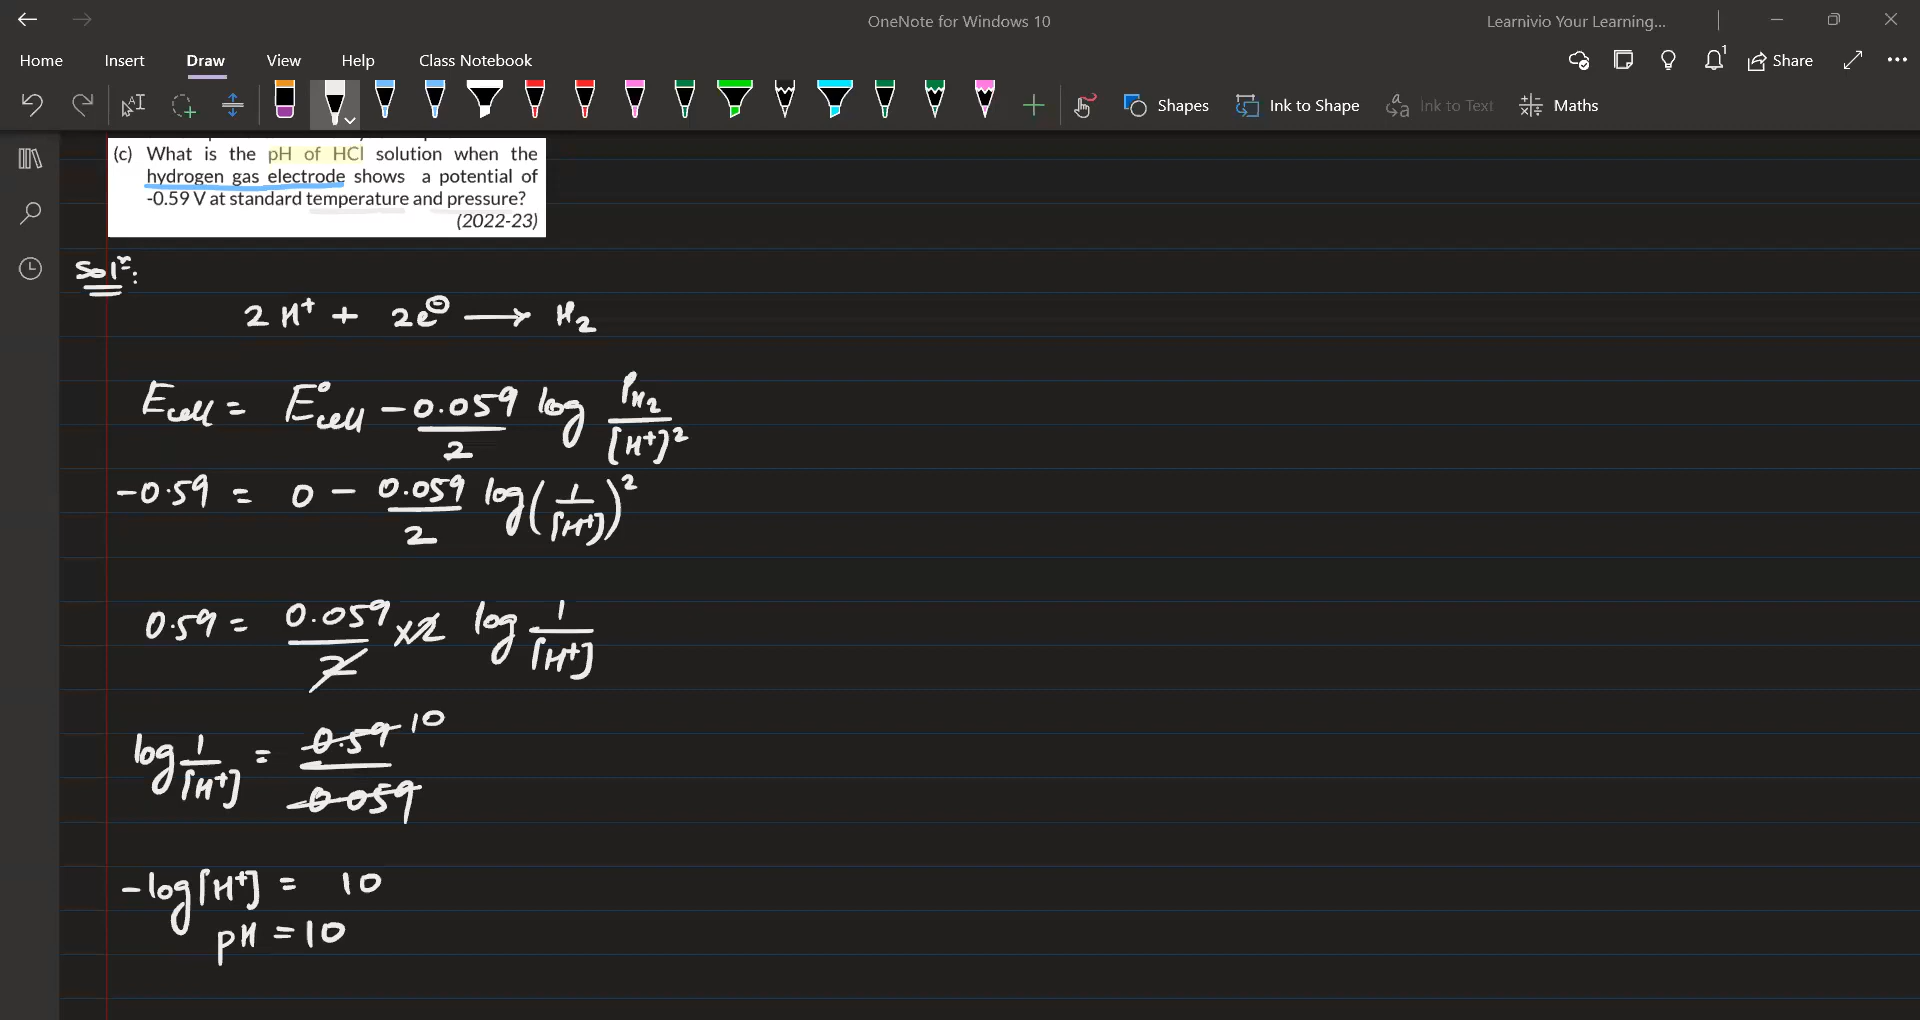 OneNote for Windows 10
Learnivio Your Learning...
Home Insert Draw View Help Class Notebook
1
Share
Shapes Ink to Shape Ink to Text Maths
(c) What is the pH of HCl solution when the
hydrogen gas electrode shows a potential of
-0.59 V at standard temperature and pressure?
(2022-23)
Solⁿ:
2H⁺ + 2e⊖ ⟶ H₂
Ecell = E°cell - 0.059/2 log P_H₂/[H⁺]²
-0.59 = 0 - 0.059/2 log (1/[H⁺])²
0.59 = 0.059/2 × 2 log 1/[H⁺]
log 1/[H⁺] = 0.59/0.059 10
-log[H⁺] = 10
pH = 10